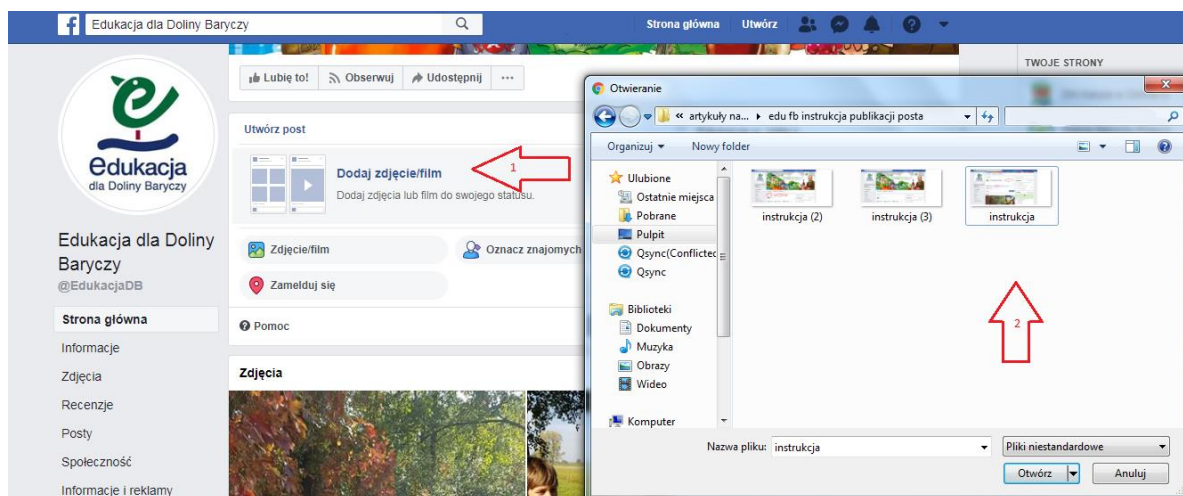 Edukacja dla Doliny Baryczy
Strona główna Utwórz
TWOJE STRONY
Lubię to! Obserwuj Udostępnij ...
Utwórz post
Dodaj zdjęcie/film
Dodaj zdjęcia lub film do swojego statusu.
1
Zdjęcie/film Oznacz znajomych
Zamelduj się
Pomoc
Zdjęcia
edukacja
dla Doliny Baryczy
Edukacja dla Doliny
Baryczy
@EdukacjaDB
Strona główna
Informacje
Zdjęcia
Recenzje
Posty
Społeczność
Informacje i reklamy
Otwieranie
« artykuły na... ▸ edu fb instrukcja publikacji posta
Organizuj Nowy folder
Ulubione
Ostatnie miejsca
Pobrane
Pulpit
Qsync(Conflictec
Qsync
Biblioteki
Dokumenty
Muzyka
Obrazy
Wideo
Komputer
instrukcja (2) instrukcja (3) instrukcja
2
Nazwa pliku: instrukcja Pliki niestandardowe
Otwórz Anuluj